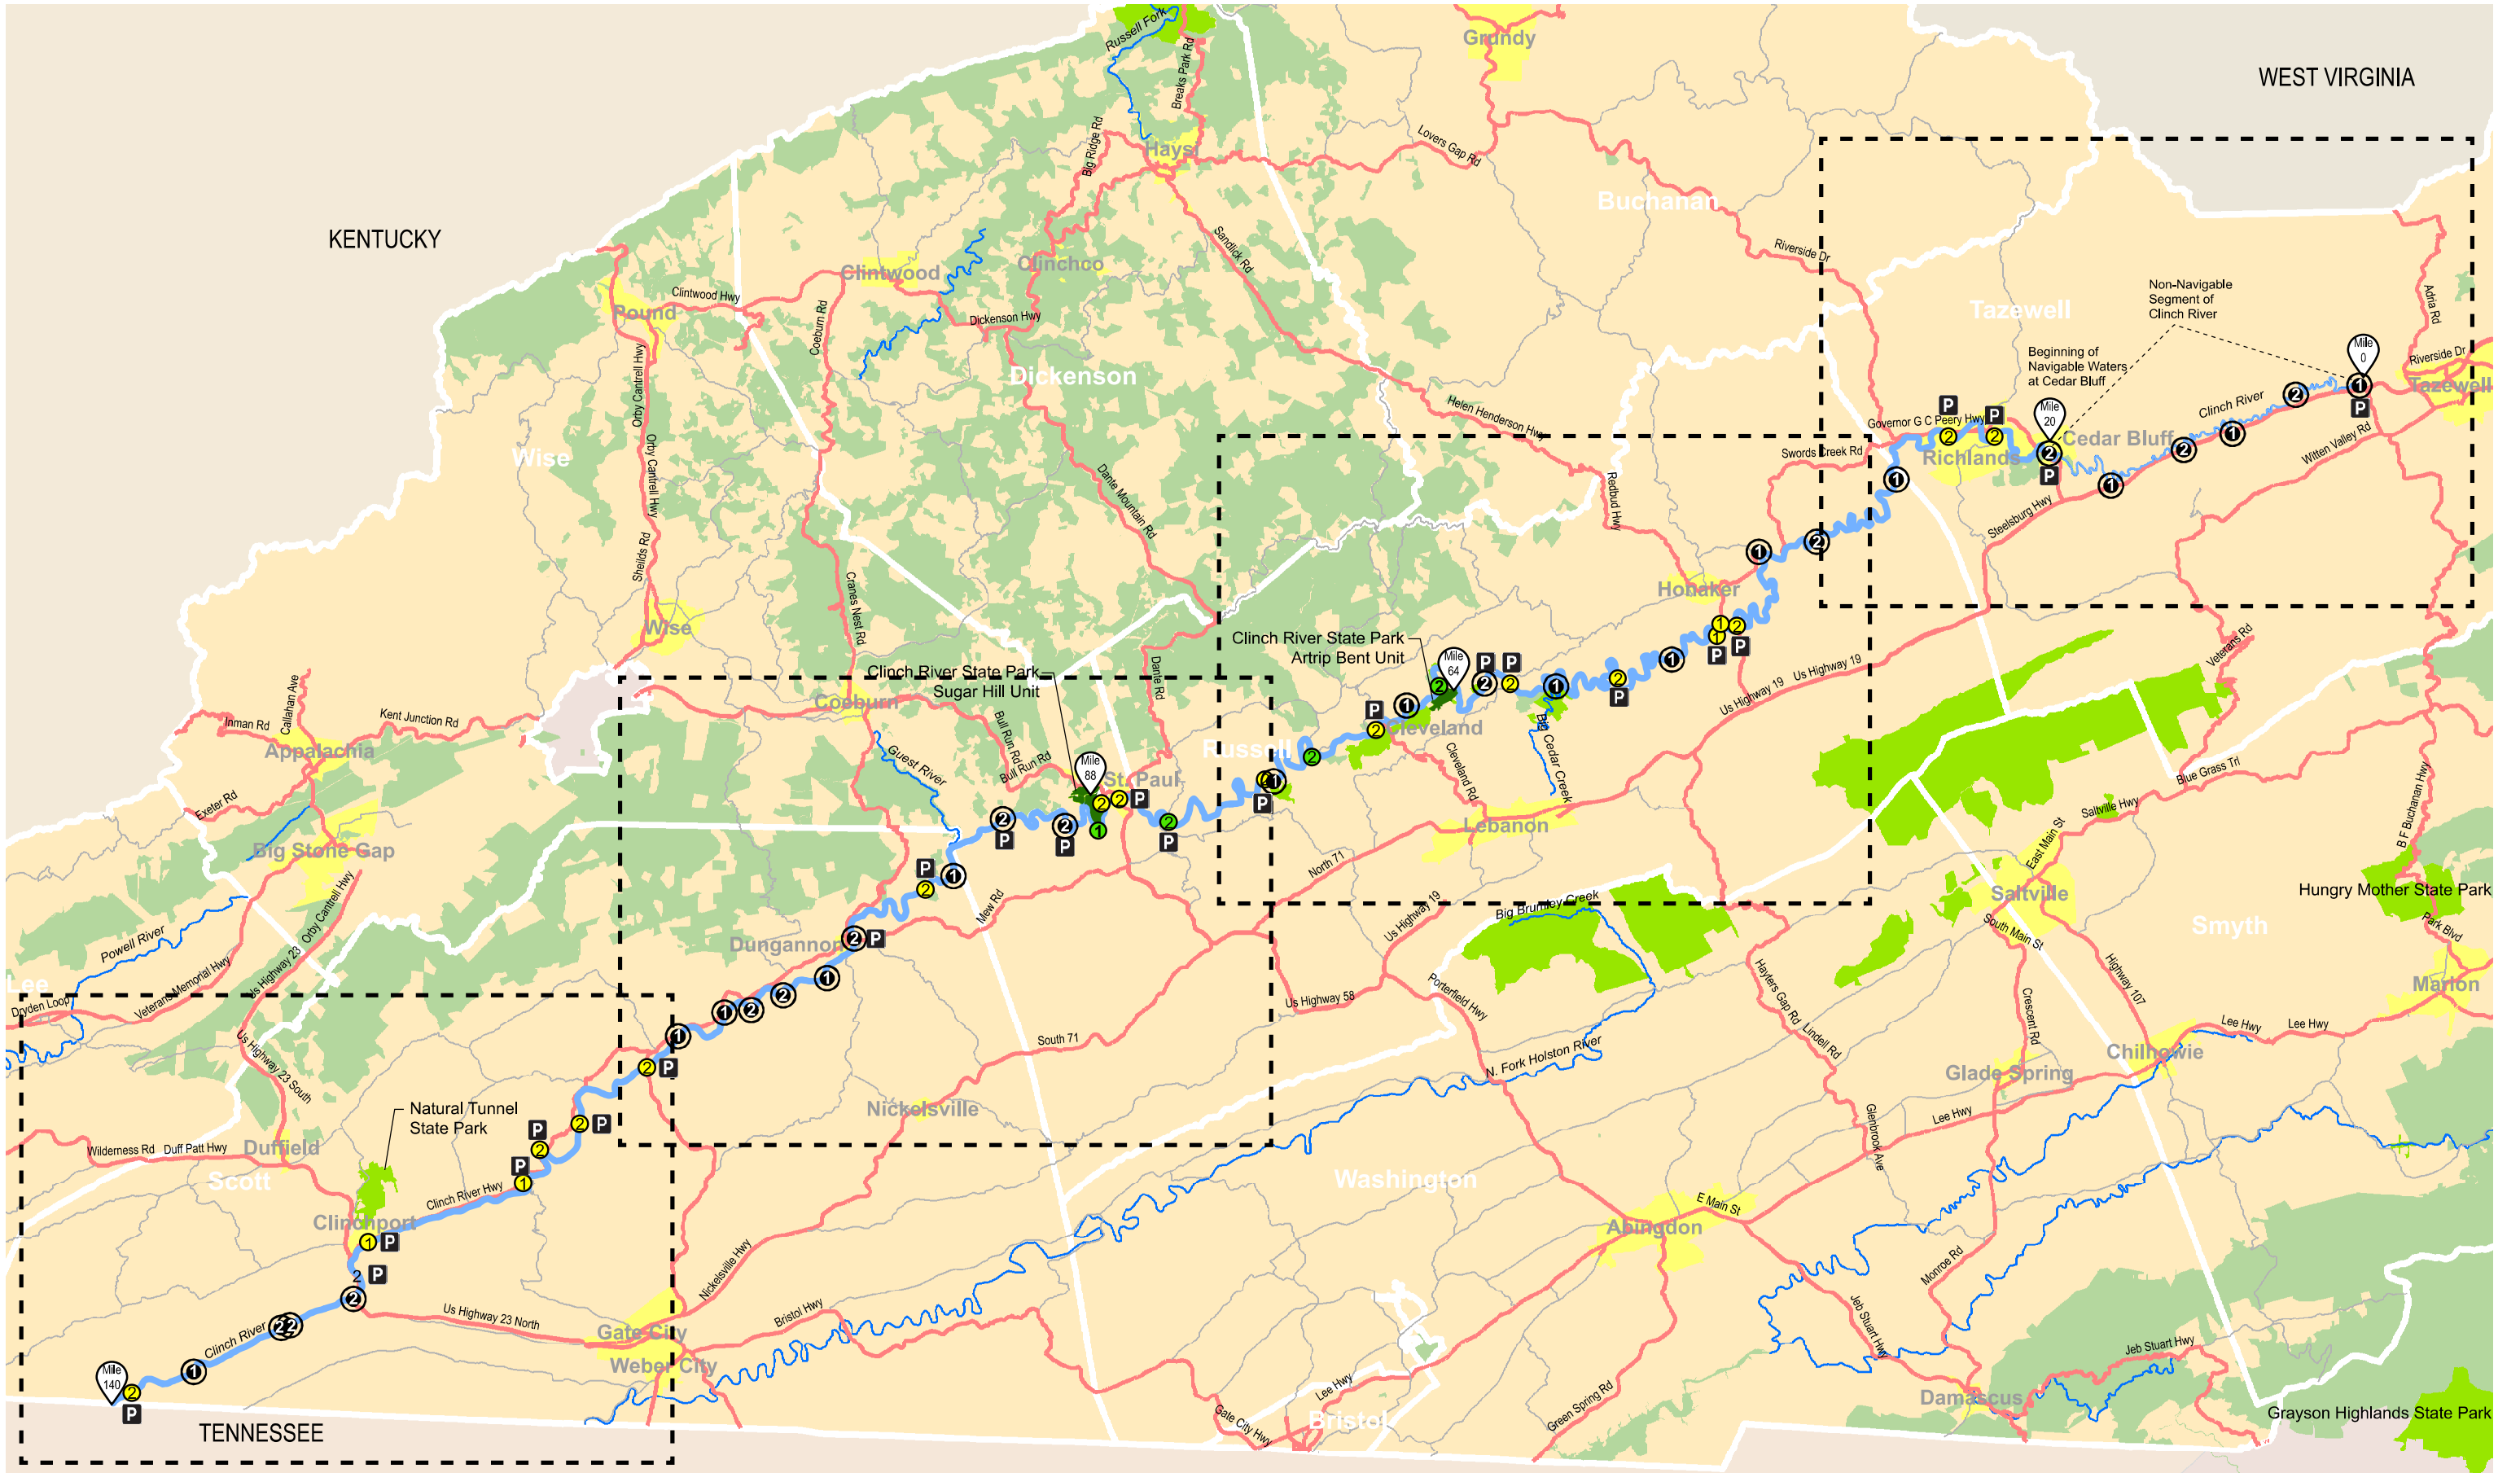 Russell Fork
Breaks Park Rd
Grundy
WEST VIRGINIA
KENTUCKY
Big Ridge Rd
Haysi
Lovers Gap Rd
Buchanan
Sandlick Rd
Riverside Dr
Clintwood
Clinchco
Clintwood Hwy
Pound
Coeburn Rd
Dickenson Hwy
Dickenson
Orby Cantrell Hwy
Orby Cantrell Hwy
Wise
Tazewell
Non-Navigable
Segment of
Clinch River
Adria Rd
Mile
0
Riverside Dr
Tazewell
Beginning of
Navigable Waters
at Cedar Bluff
Mile
20
Clinch River
Governor G C Peery Hwy
Cedar Bluff
Richlands
Witten Valley Rd
Swords Creek Rd
Steelsburg Hwy
Helen Henderson Hwy
Redbud Hwy
Dante Mountain Rd
Sheilds Rd
Cranes Nest Rd
Wise
Honaker
Clinch River State Park
Artrip Bent Unit
Mile
64
Clinch River State Park
Sugar Hill Unit
Dante Rd
Us Highway 19
Us Highway 19
Veterans Rd
Callahan Ave
Inman Rd
Kent Junction Rd
Appalachia
Exeter Rd
Coeburn
Bull Run Rd
Bull Run Rd
Guest River
Mile
88
St. Paul
Russell
Cleveland
Cleveland Rd
Big Cedar Creek
Lebanon
Blue Grass Trl
Saltville Hwy
East Main St
B F Buchanan Hwy
Big Stone Gap
Orby Cantrell Hwy
Us Highway 23
Powell River
Veterans Memorial Hwy
Lee
Dryden Loop
North 71
Us Highway 19
Big Brumley Creek
Saltville
South Main St
Hungry Mother State Park
Park Blvd
Smyth
Marion
Mew Rd
Dungannon
Us Highway 58
Porterfield Hwy
Hayters Gap Rd
Lindell Rd
Crescent Rd
Highway 107
Lee Hwy
Lee Hwy
Chilhowie
South 71
N. Fork Holston River
Glade Spring
Us Highway 23 South
Natural Tunnel
State Park
Nickelsville
Glenbrook Ave
Lee Hwy
Wilderness Rd
Duff Patt Hwy
Duffield
Scott
Clinch River Hwy
Washington
Clinchport
E Main St
Abingdon
Nickelsville Hwy
Monroe Rd
Clinch River
Us Highway 23 North
Bristol Hwy
Gate City
Weber City
Jeb Stuart Hwy
Jeb Stuart Hwy
Mile
140
Lee Hwy
Green Spring Rd
Damascus
TENNESSEE
Gate City Hwy
Bristol
Grayson Highlands State Park